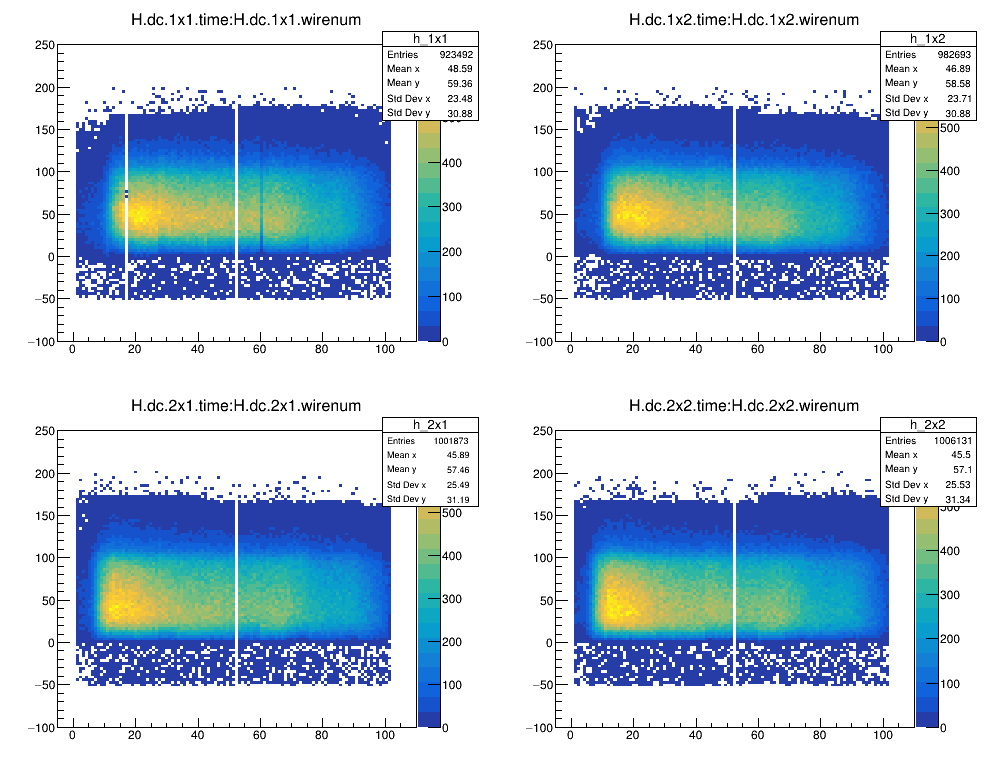 H.dc.1x1.time:H.dc.1x1.wirenum
h_1x1
Entries 923492
Mean x 48.59
Mean y 59.36
Std Dev x 23.48
Std Dev y 30.88
250
200
150
100
50
0
−50
−100
0 20 40 60 80 100
400
300
200
100
0
H.dc.1x2.time:H.dc.1x2.wirenum
h_1x2
Entries 982693
Mean x 46.89
Mean y 58.58
Std Dev x 23.71
Std Dev y 30.88
250
200
150
100
50
0
−50
−100
0 20 40 60 80 100
500
400
300
200
100
0
H.dc.2x1.time:H.dc.2x1.wirenum
h_2x1
Entries 1001873
Mean x 45.89
Mean y 57.46
Std Dev x 25.49
Std Dev y 31.19
250
200
150
100
50
0
−50
−100
0 20 40 60 80 100
500
400
300
200
100
0
H.dc.2x2.time:H.dc.2x2.wirenum
h_2x2
Entries 1006131
Mean x 45.5
Mean y 57.1
Std Dev x 25.53
Std Dev y 31.34
250
200
150
100
50
0
−50
−100
0 20 40 60 80 100
500
400
300
200
100
0